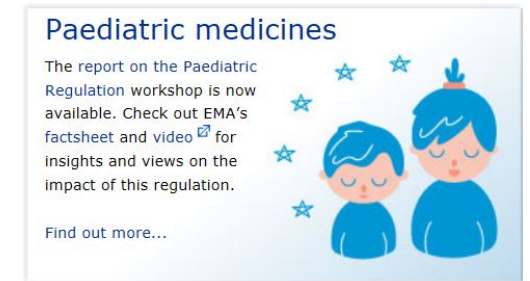 Paediatric medicines
The report on the Paediatric
Regulation workshop is now
available. Check out EMA's
factsheet and video for
insights and views on the
impact of this regulation.
Find out more...